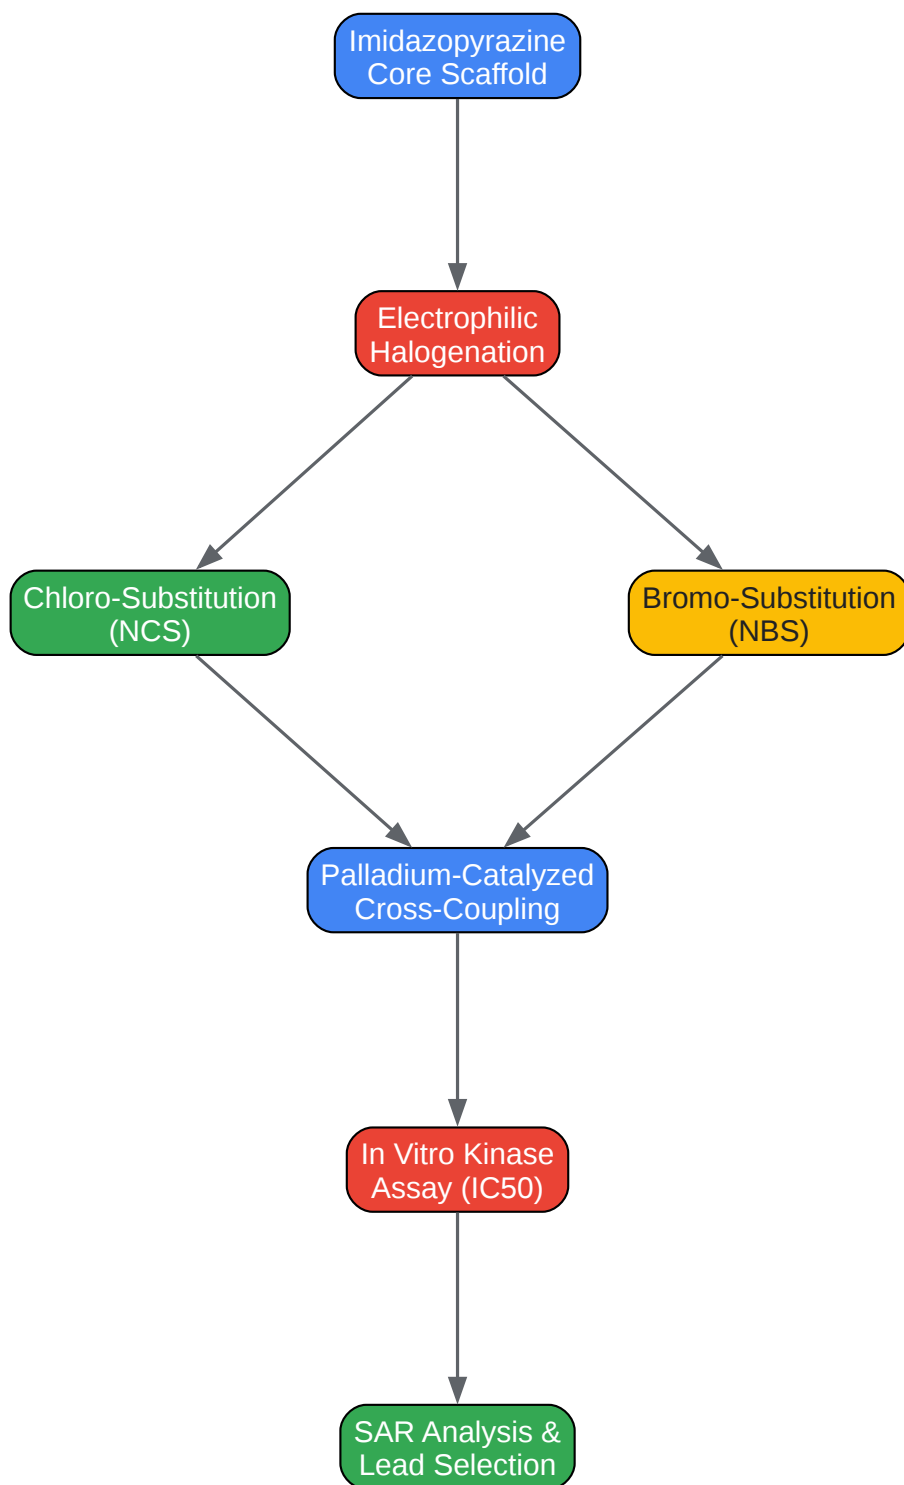 Imidazopyrazine
Core Scaffold
Electrophilic
Halogenation
Chloro-Substitution
(NCS)
Bromo-Substitution
(NBS)
Palladium-Catalyzed
Cross-Coupling
In Vitro Kinase
Assay (IC50)
SAR Analysis &
Lead Selection